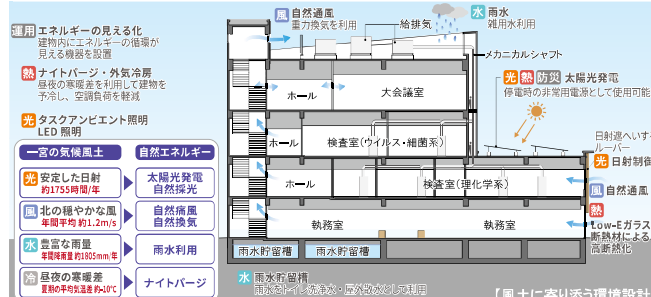 運用 エネルギーの見える化
建物内にエネルギーの循環が
見える機器を設置
熱 ナイトパージ・外気冷房
昼夜の寒暖差を利用して建物を
予冷し、空調負荷を軽減
光 タスクアンビエント照明
LED 照明
一宮の気候風土
自然エネルギー
光 安定した日射
約1755時間/年
太陽光発電
自然採光
風 北の穏やかな風
年間平均 約1.2m/s
自然痛風
自然換気
水 豊富な雨量
年間降雨量 約1805mm/年
雨水利用
冷 昼夜の寒暖差
夏期の平均気温差 約-10℃
ナイトパージ
風 自然通風
重力換気を利用
給排気
水 雨水
雑用水利用
メカニカルシャフト
光 熱 防災 太陽光発電
停電時の非常用電源として使用可能
日射遮へいす
ルーバー
光 日射制御
風 自然通風
熱
Low-Eガラス
断熱材による
高断熱化
ホール
大会議室
ホール
検査室(ウイルス・細菌系)
ホール
検査室(理化学系)
執務室
執務室
雨水貯留槽
雨水貯留槽
水 雨水貯留槽
雨水をトイレ洗浄水・屋外散水として利用
【風土に寄り添う環境設計